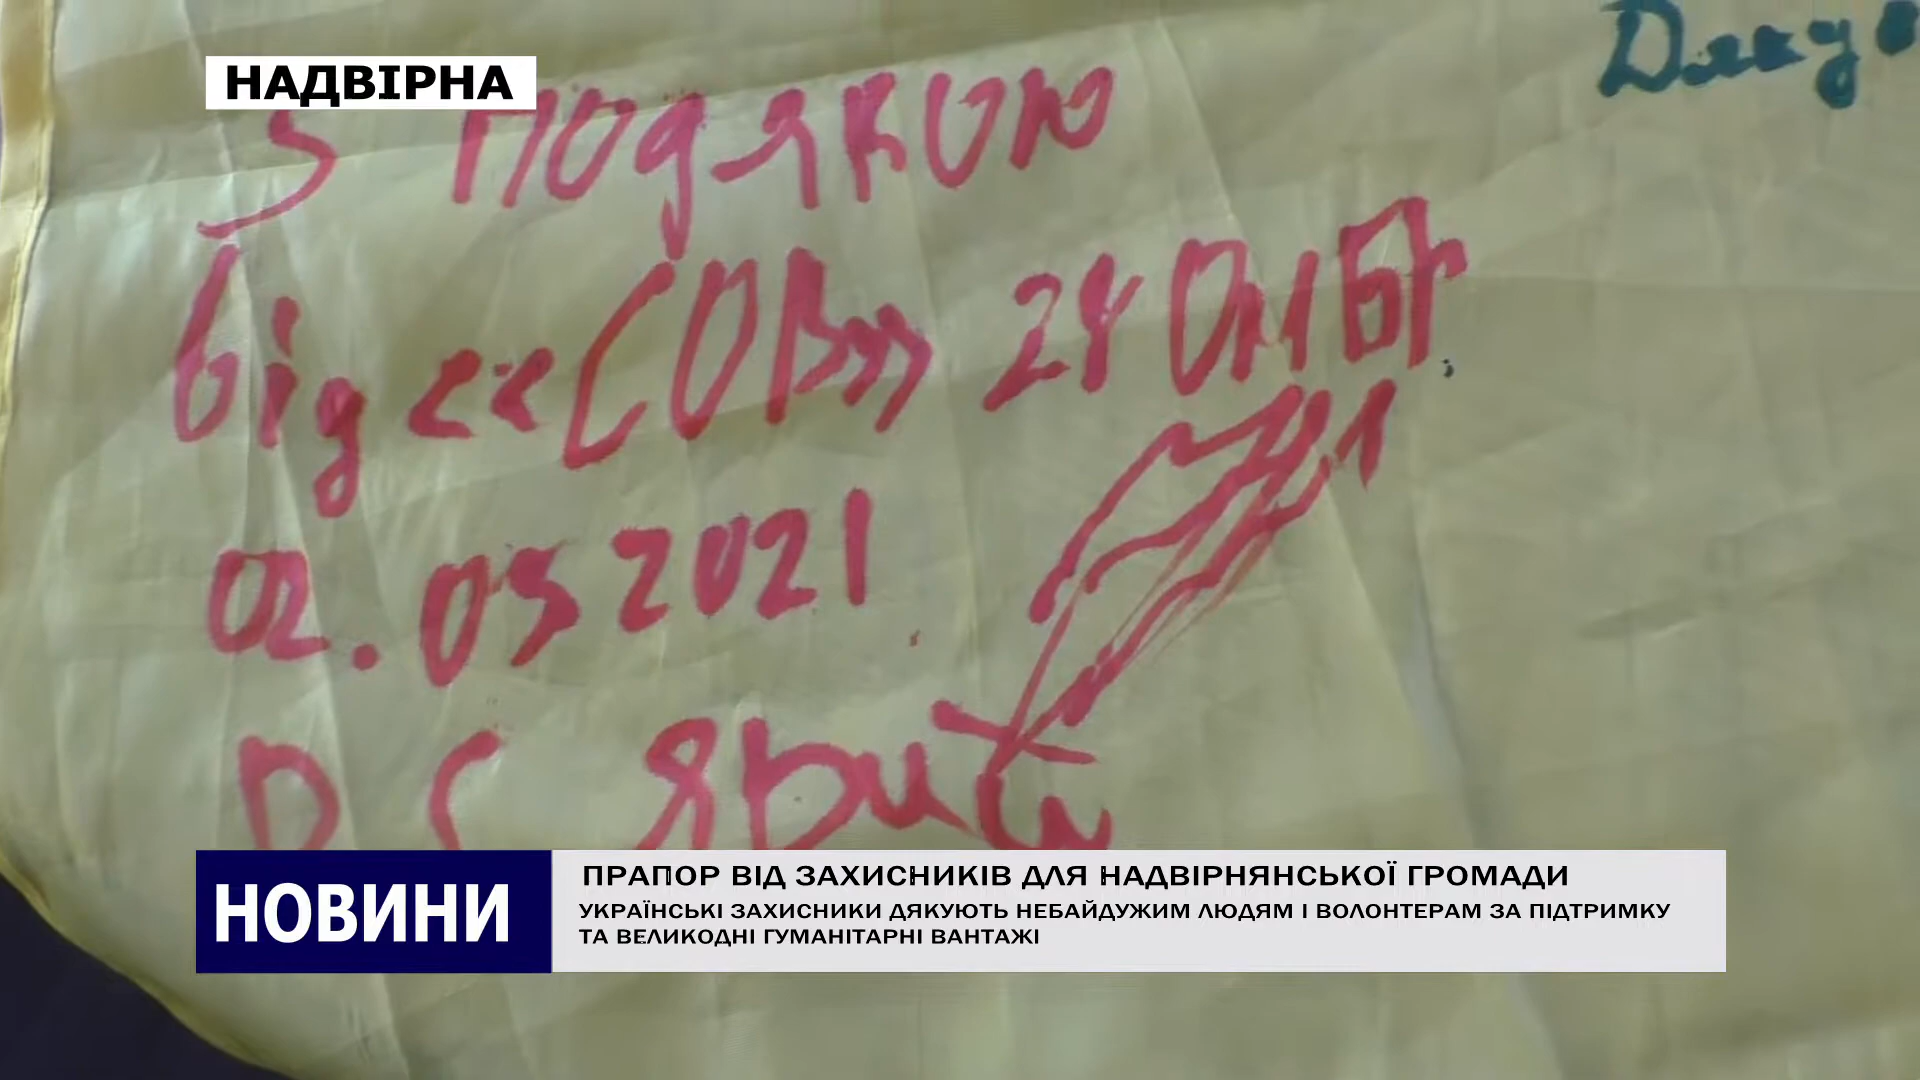 НАДВІРНА
З подякою
Дякує
від «СОВ» 24 ОМБр
02.05 2021
НОВИНИ
ПРАПОР ВІД ЗАХИСНИКІВ ДЛЯ НАДВІРНЯНСЬКОЇ ГРОМАДИ
УКРАЇНСЬКІ ЗАХИСНИКИ ДЯКУЮТЬ НЕБАЙДУЖИМ ЛЮДЯМ І ВОЛОНТЕРАМ ЗА ПІДТРИМКУ
ТА ВЕЛИКОДНІ ГУМАНІТАРНІ ВАНТАЖІ